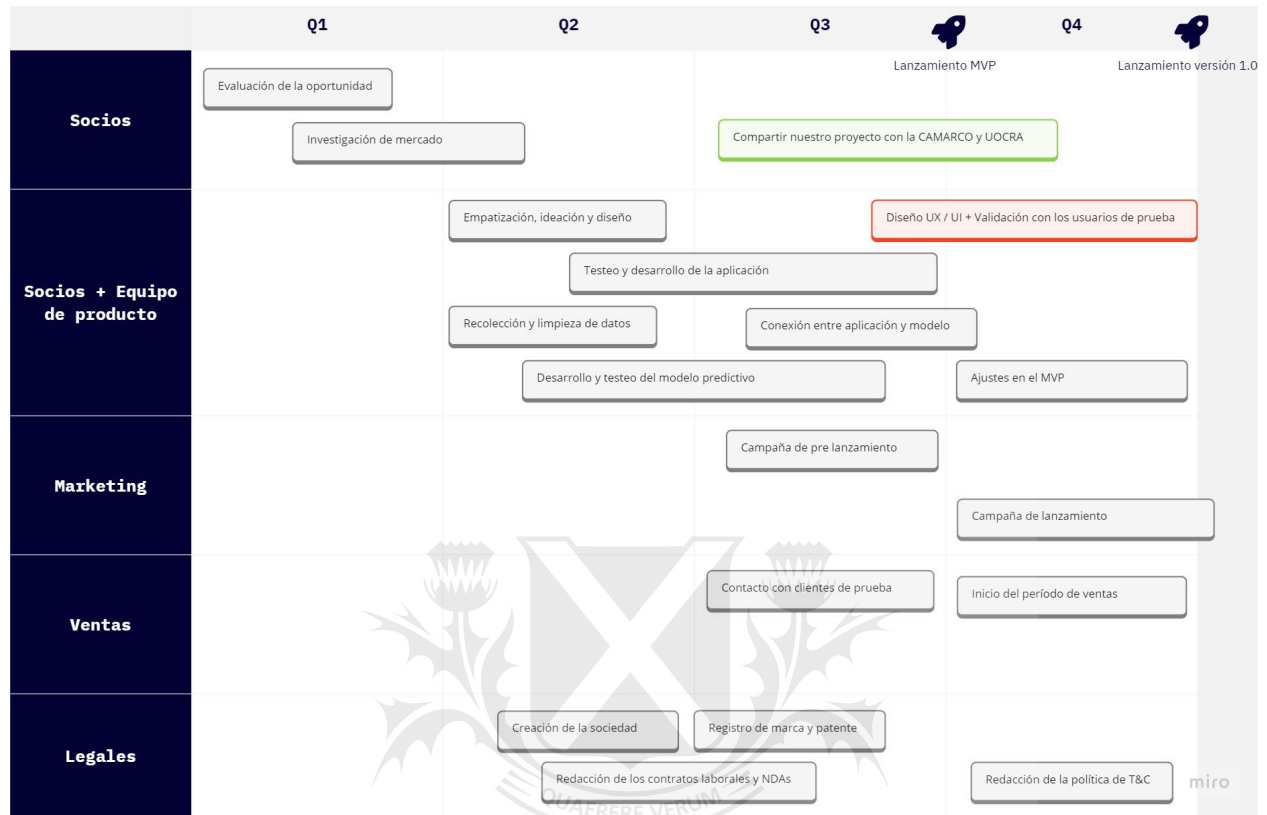 Q1
Q2
Q3
Q4
Lanzamiento MVP
Lanzamiento versión 1.0
Socios
Evaluación de la oportunidad
Investigación de mercado
Compartir nuestro proyecto con la CAMARCO y UOCRA
Socios + Equipo
de producto
Empatización, ideación y diseño
Diseño UX / UI + Validación con los usuarios de prueba
Testeo y desarrollo de la aplicación
Recolección y limpieza de datos
Conexión entre aplicación y modelo
Desarrollo y testeo del modelo predictivo
Ajustes en el MVP
Marketing
Campaña de pre lanzamiento
Campaña de lanzamiento
Ventas
Contacto con clientes de prueba
Inicio del período de ventas
Legales
Creación de la sociedad
Registro de marca y patente
Redacción de los contratos laborales y NDAs
Redacción de la política de T&C
miro
QUAERERE VERUM